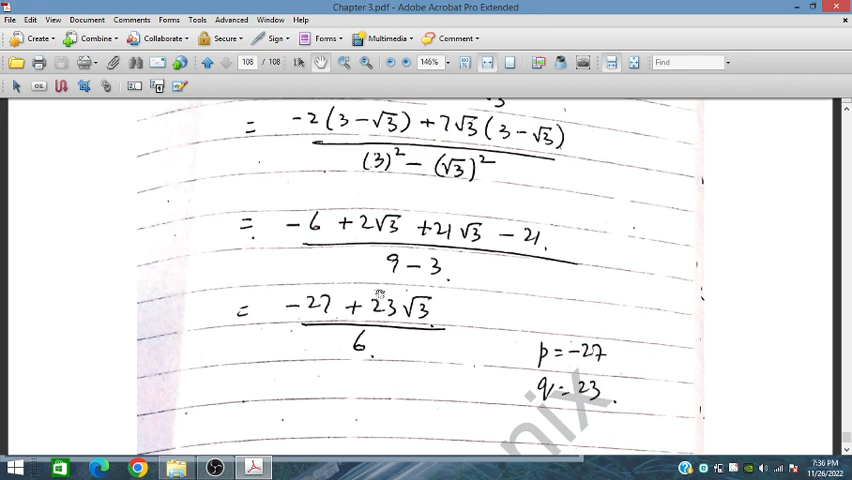 Chapter 3.pdf - Adobe Acrobat Pro Extended
File Edit View Document Comments Forms Tools Advanced Window Help
Create Combine Collaborate Secure Sign Forms Multimedia Comment
108 / 108 146% Find
= -2(3-√3) + 7√3(3-√3)
(3)² - (√3)²
= -6 + 2√3 + 21√3 - 21
9 - 3
= -27 + 23√3
6
p = -27
q = 23
nix
7:36 PM
11/26/2022